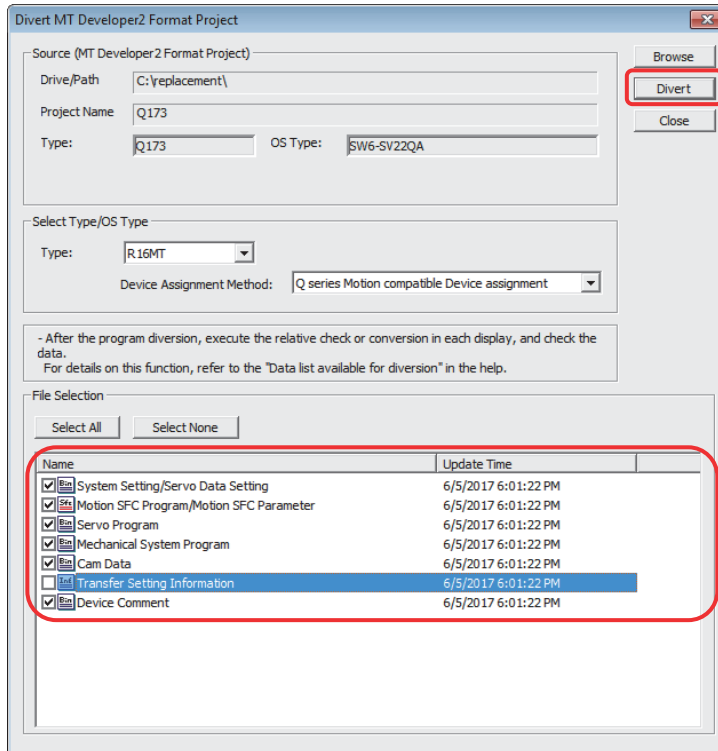 Divert MT Developer2 Format Project
Source (MT Developer2 Format Project)
Browse
Drive/Path C:\replacement\
Divert
Project Name Q173
Close
Type: Q173 OS Type: SW6-SV22QA
Select Type/OS Type
Type: R16MT
Device Assignment Method: Q series Motion compatible Device assignment
- After the program diversion, execute the relative check or conversion in each display, and check the
data.
For details on this function, refer to the "Data list available for diversion" in the help.
File Selection
Select All Select None
Name Update Time
Bin System Setting/Servo Data Setting 6/5/2017 6:01:22 PM
Sfc Motion SFC Program/Motion SFC Parameter 6/5/2017 6:01:22 PM
Bin Servo Program 6/5/2017 6:01:22 PM
Bin Mechanical System Program 6/5/2017 6:01:22 PM
Bin Cam Data 6/5/2017 6:01:22 PM
Inf Transfer Setting Information 6/5/2017 6:01:22 PM
Bin Device Comment 6/5/2017 6:01:22 PM